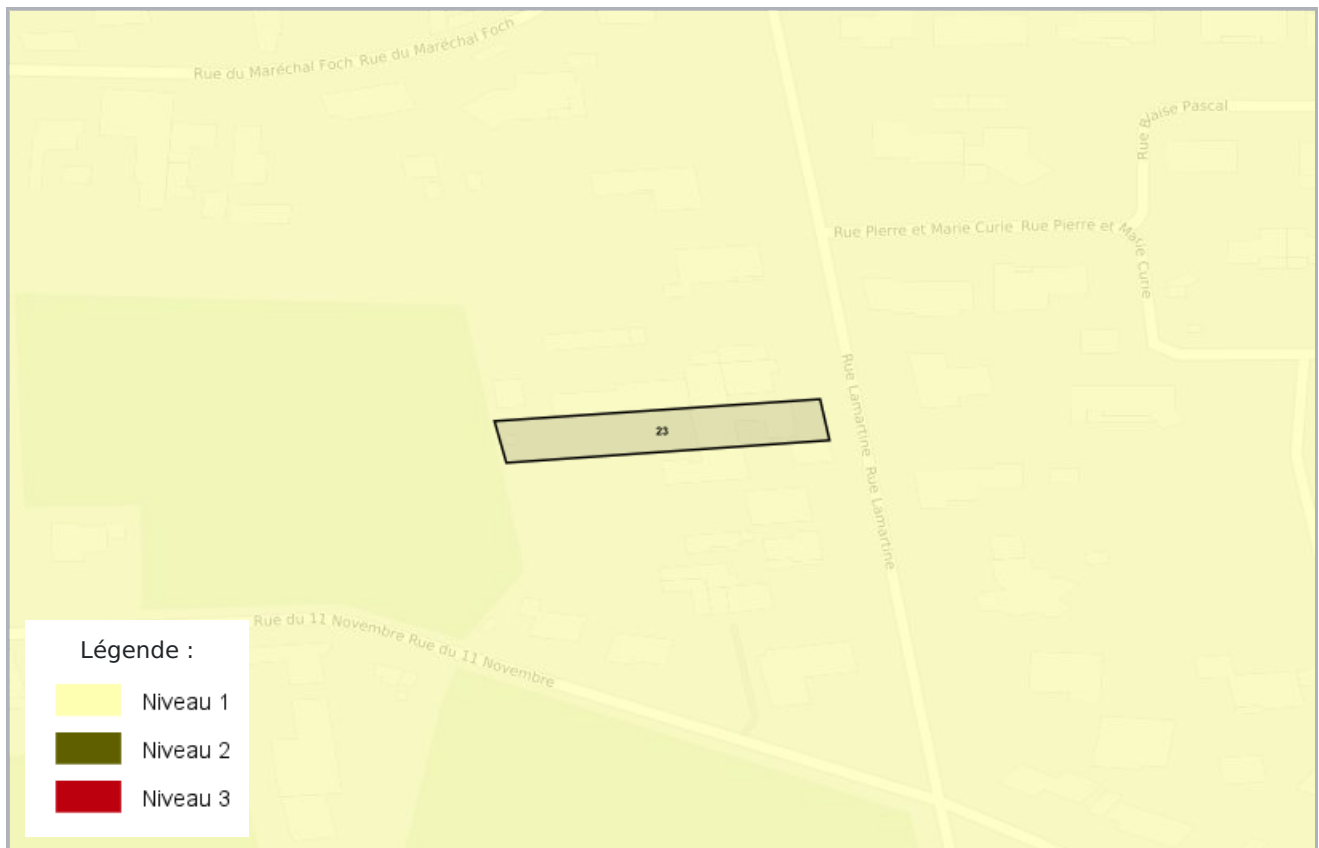 Rue du Maréchal Foch Rue du Maréchal Foch
Rue Blaise Pascal
Rue Pierre et Marie Curie Rue Pierre et Marie Curie
Rue Lamartine Rue Lamartine
23
Rue du 11 Novembre Rue du 11 Novembre
Légende :
Niveau 1
Niveau 2
Niveau 3